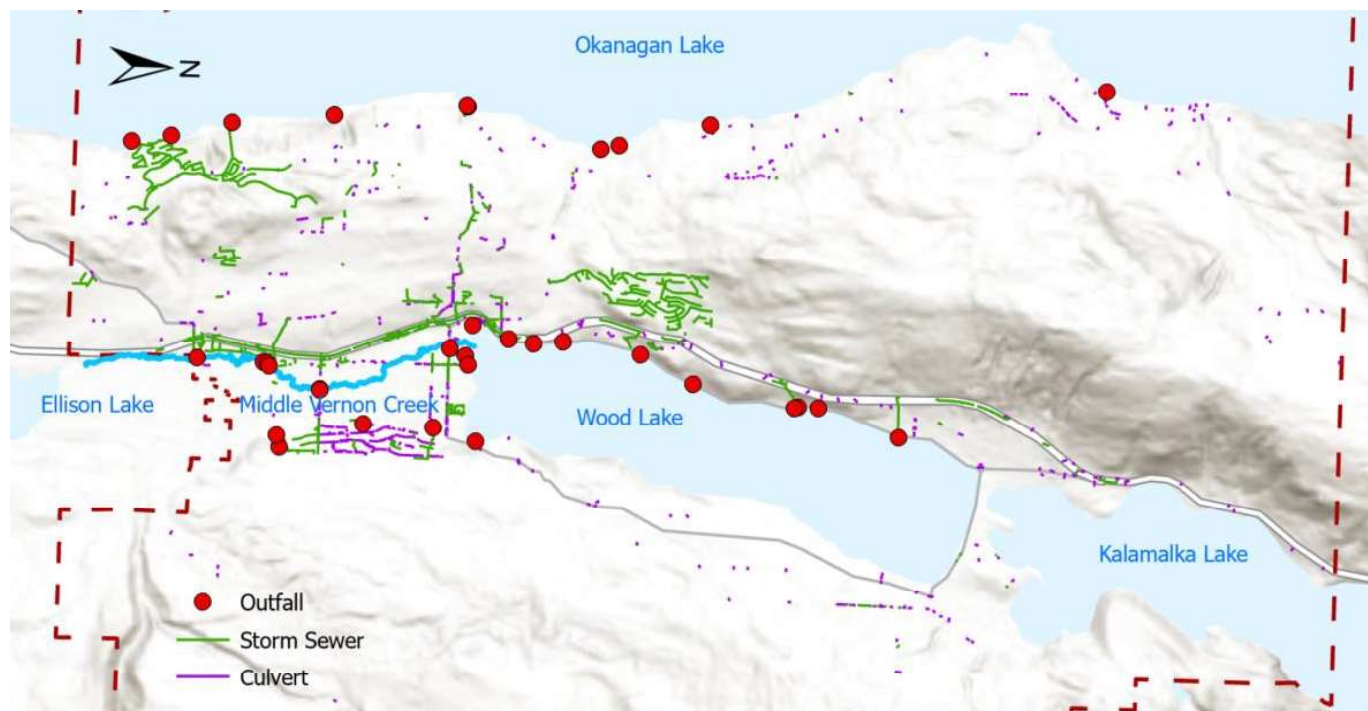 Okanagan Lake
N
Ellison Lake
Middle Vernon Creek
Wood Lake
Kalamalka Lake
Outfall
Storm Sewer
Culvert